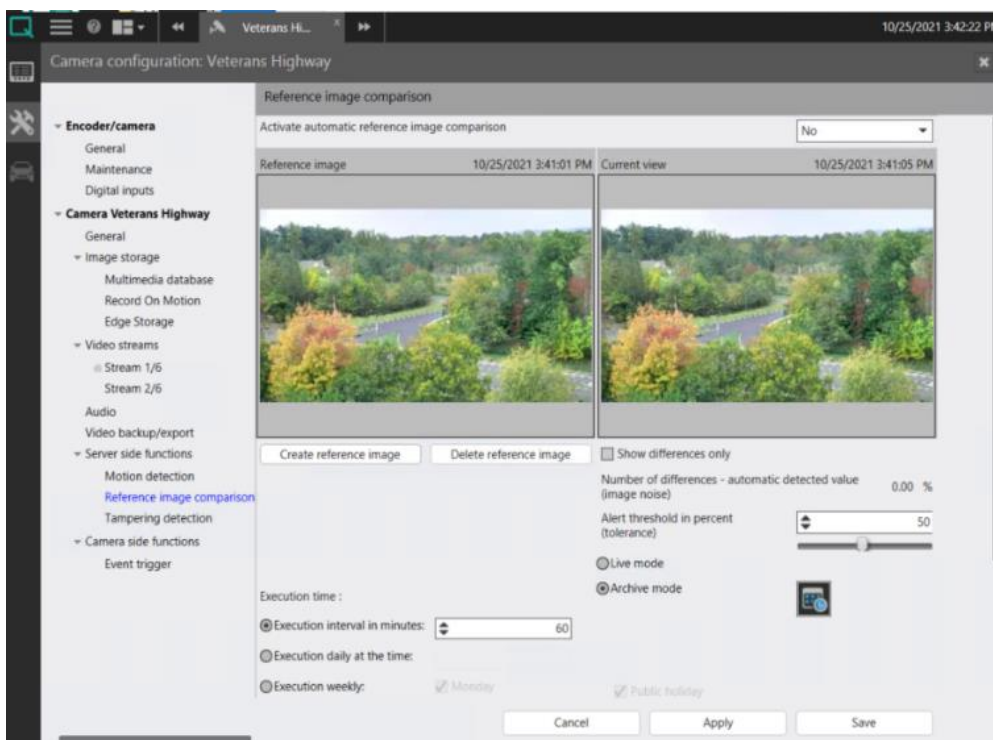 Veterans Hi...
10/25/2021 3:42:22 PM
Camera configuration: Veterans Highway
Reference image comparison
Encoder/camera
General
Maintenance
Digital inputs
Camera Veterans Highway
General
Image storage
Multimedia database
Record On Motion
Edge Storage
Video streams
Stream 1/6
Stream 2/6
Audio
Video backup/export
Server side functions
Motion detection
Reference image comparison
Tampering detection
Camera side functions
Event trigger
Activate automatic reference image comparison
No
Reference image 10/25/2021 3:41:01 PM
Current view 10/25/2021 3:41:05 PM
Create reference image
Delete reference image
Show differences only
Number of differences - automatic detected value
(image noise)
0.00 %
Alert threshold in percent
(tolerance)
50
Live mode
Archive mode
Execution time :
Execution interval in minutes:
60
Execution daily at the time:
Execution weekly:
Monday
Public holiday
Cancel
Apply
Save